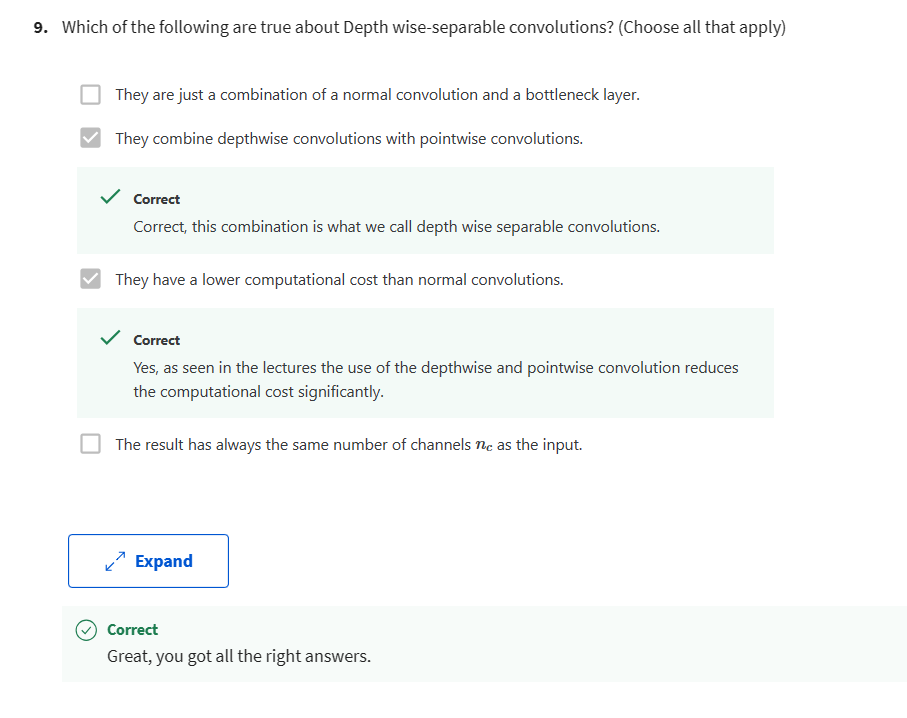 9. Which of the following are true about Depth wise-separable convolutions? (Choose all that apply)
They are just a combination of a normal convolution and a bottleneck layer.
They combine depthwise convolutions with pointwise convolutions.
Correct
Correct, this combination is what we call depth wise separable convolutions.
They have a lower computational cost than normal convolutions.
Correct
Yes, as seen in the lectures the use of the depthwise and pointwise convolution reduces
the computational cost significantly.
The result has always the same number of channels n_c as the input.
Expand
Correct
Great, you got all the right answers.